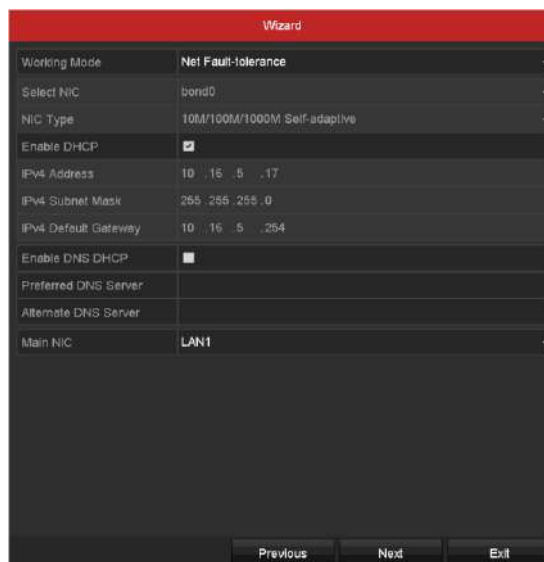 Wizard
Working Mode Net Fault-tolerance
Select NIC bond0
NIC Type 10M/100M/1000M Self-adaptive
Enable DHCP
IPv4 Address 10 .16 .5 .17
IPv4 Subnet Mask 255 .255 .255 .0
IPv4 Default Gateway 10 .16 .5 .254
Enable DNS DHCP
Preferred DNS Server
Alternate DNS Server
Main NIC LAN1
Previous Next Exit